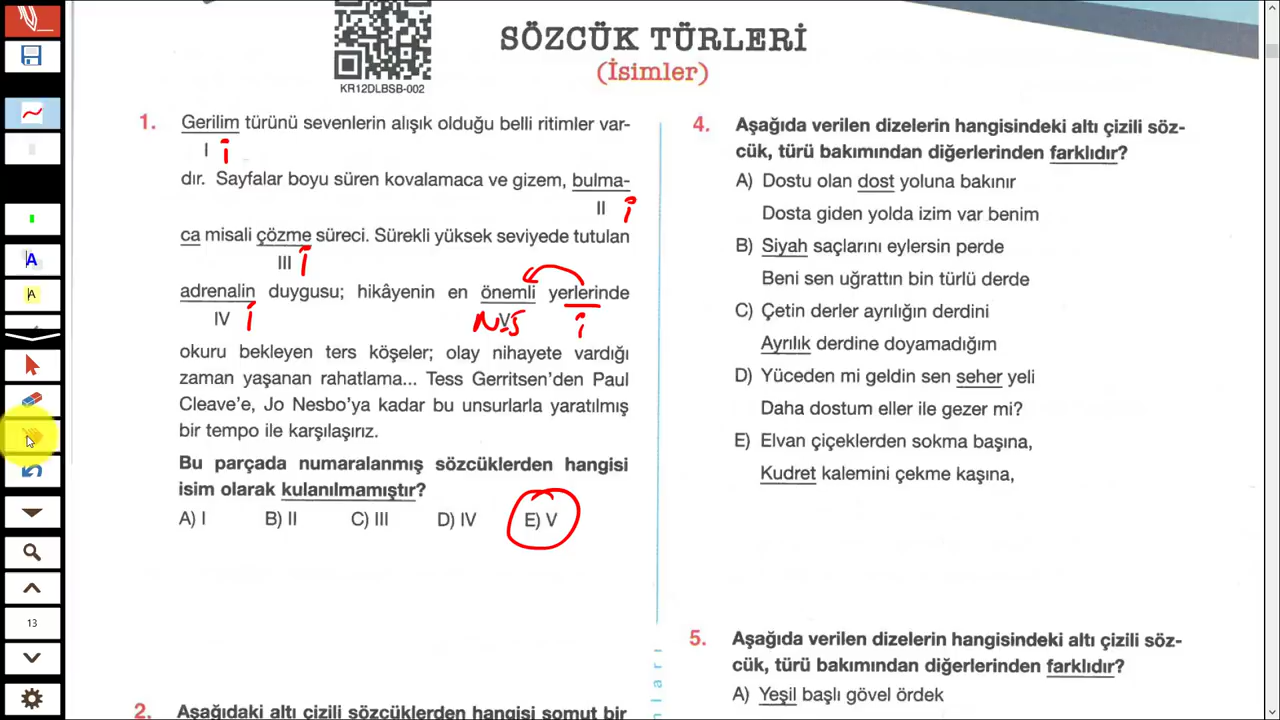 KR12DLBSB-002
SÖZCÜK TÜRLERİ
(İsimler)
1. Gerilim türünü sevenlerin alışık olduğu belli ritimler var-
I i
dır. Sayfalar boyu süren kovalamaca ve gizem, bulma-
II i
ca misali çözme süreci. Sürekli yüksek seviyede tutulan
III i
adrenalin duygusu; hikâyenin en önemli yerlerinde
IV i N.S V i
okuru bekleyen ters köşeler; olay nihayete vardığı
zaman yaşanan rahatlama... Tess Gerritsen'den Paul
Cleave'e, Jo Nesbo'ya kadar bu unsurlarla yaratılmış
bir tempo ile karşılaşırız.
Bu parçada numaralanmış sözcüklerden hangisi
isim olarak kulanılmamıştır?
A) I B) II C) III D) IV E) V
2. Aşağıdaki altı çizili sözcüklerden hangisi somut bir
4. Aşağıda verilen dizelerin hangisindeki altı çizili söz-
cük, türü bakımından diğerlerinden farklıdır?
A) Dostu olan dost yoluna bakınır
Dosta giden yolda izim var benim
B) Siyah saçlarını eylersin perde
Beni sen uğrattın bin türlü derde
C) Çetin derler ayrılığın derdini
Ayrılık derdine doyamadığım
D) Yüceden mi geldin sen seher yeli
Daha dostum eller ile gezer mi?
E) Elvan çiçeklerden sokma başına,
Kudret kalemini çekme kaşına,
5. Aşağıda verilen dizelerin hangisindeki altı çizili söz-
cük, türü bakımından diğerlerinden farklıdır?
A) Yeşil başlı gövel ördek
A
A
13